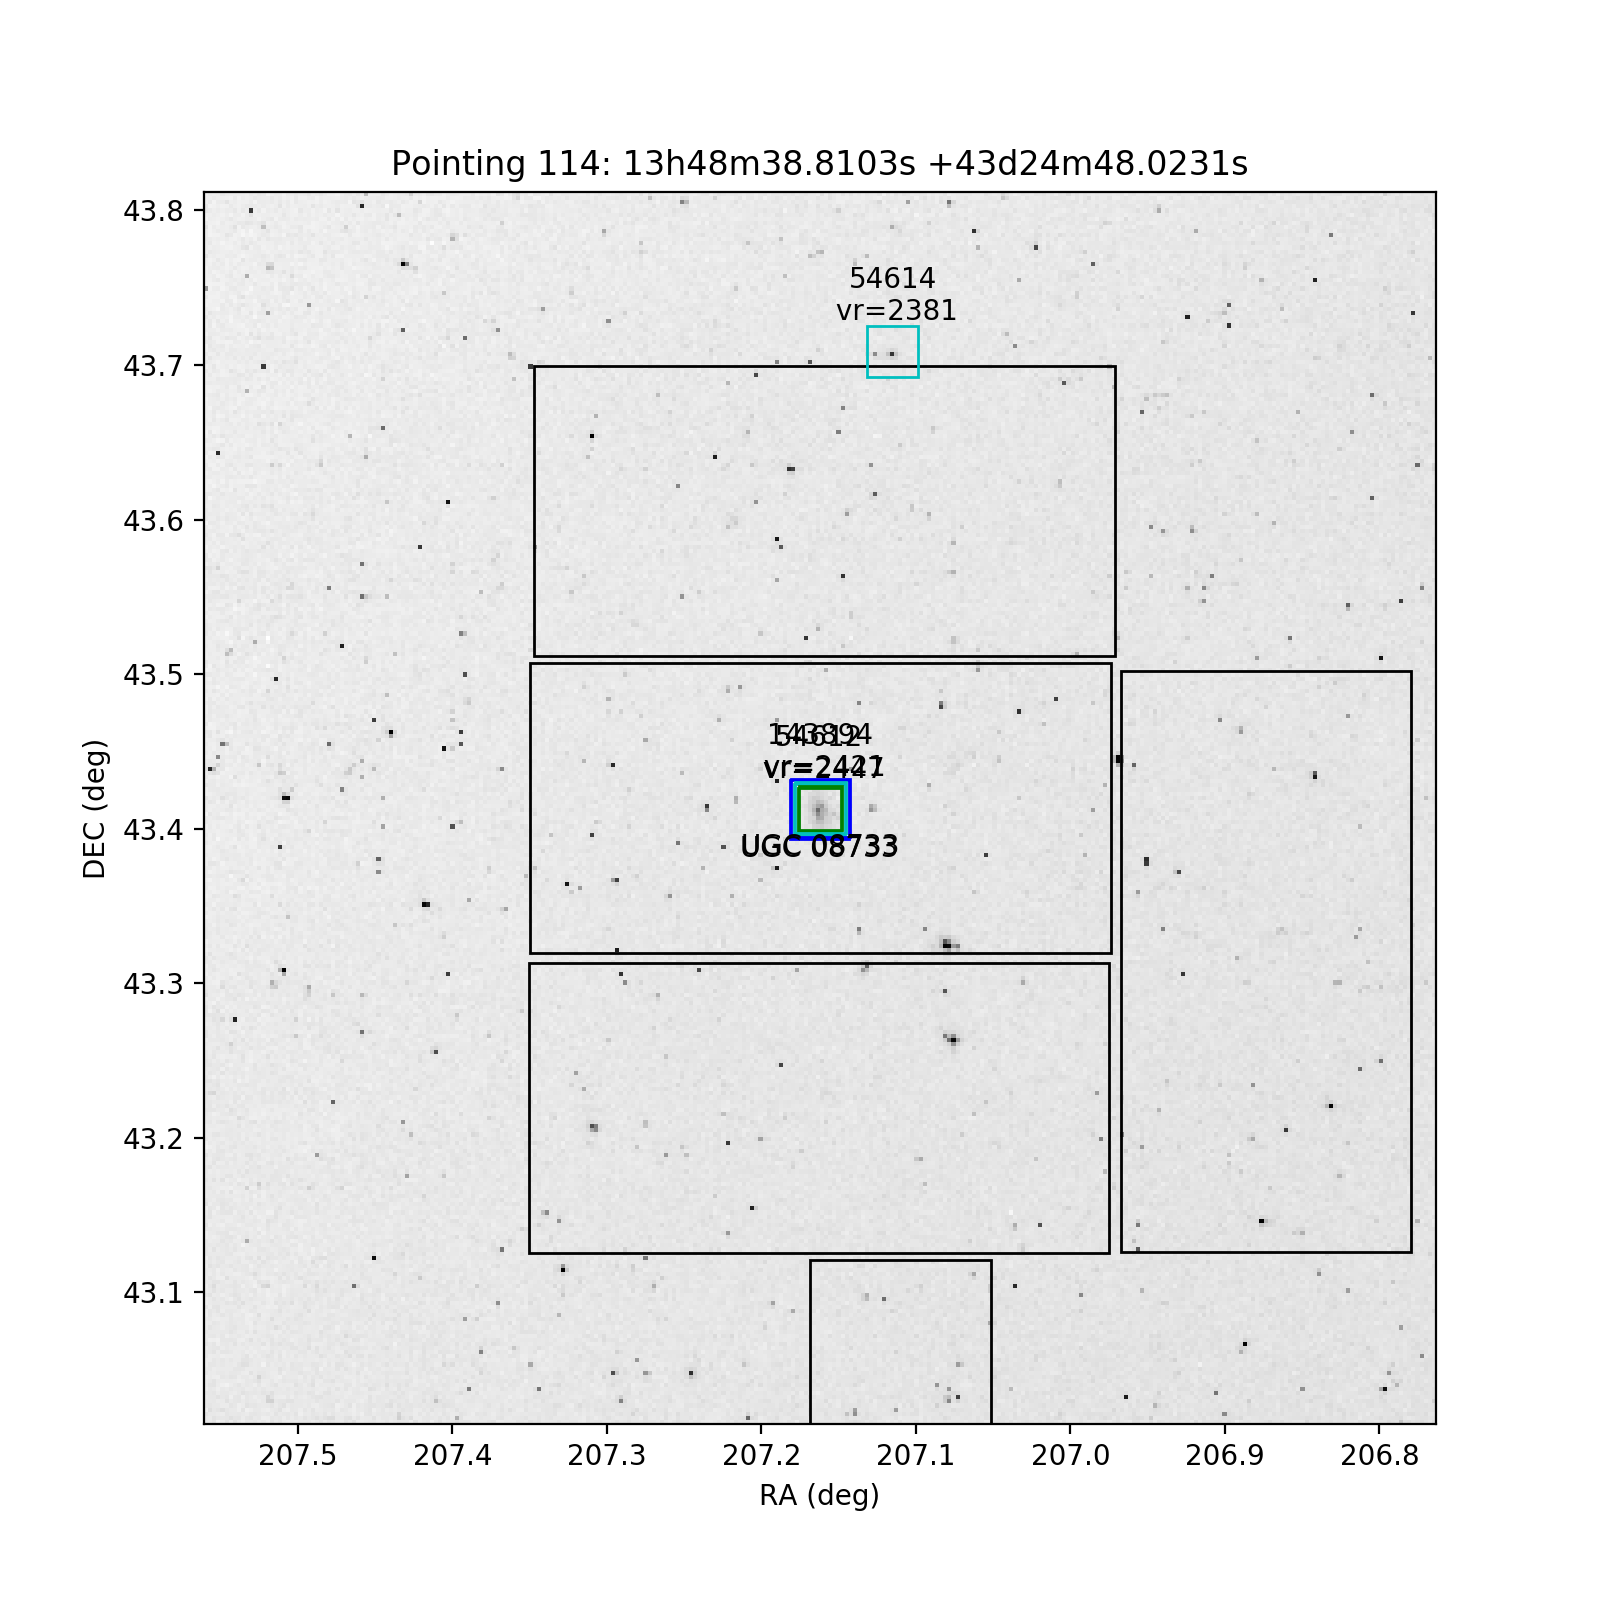 Pointing 114: 13h48m38.8103s +43d24m48.0231s
43.8
54614
vr=2381
43.7
43.6
43.5
UGC 08733
43.4
43.3
43.2
43.1
DEC (deg)
207.5 207.4 207.3 207.2 207.1 207.0 206.9 206.8
RA (deg)